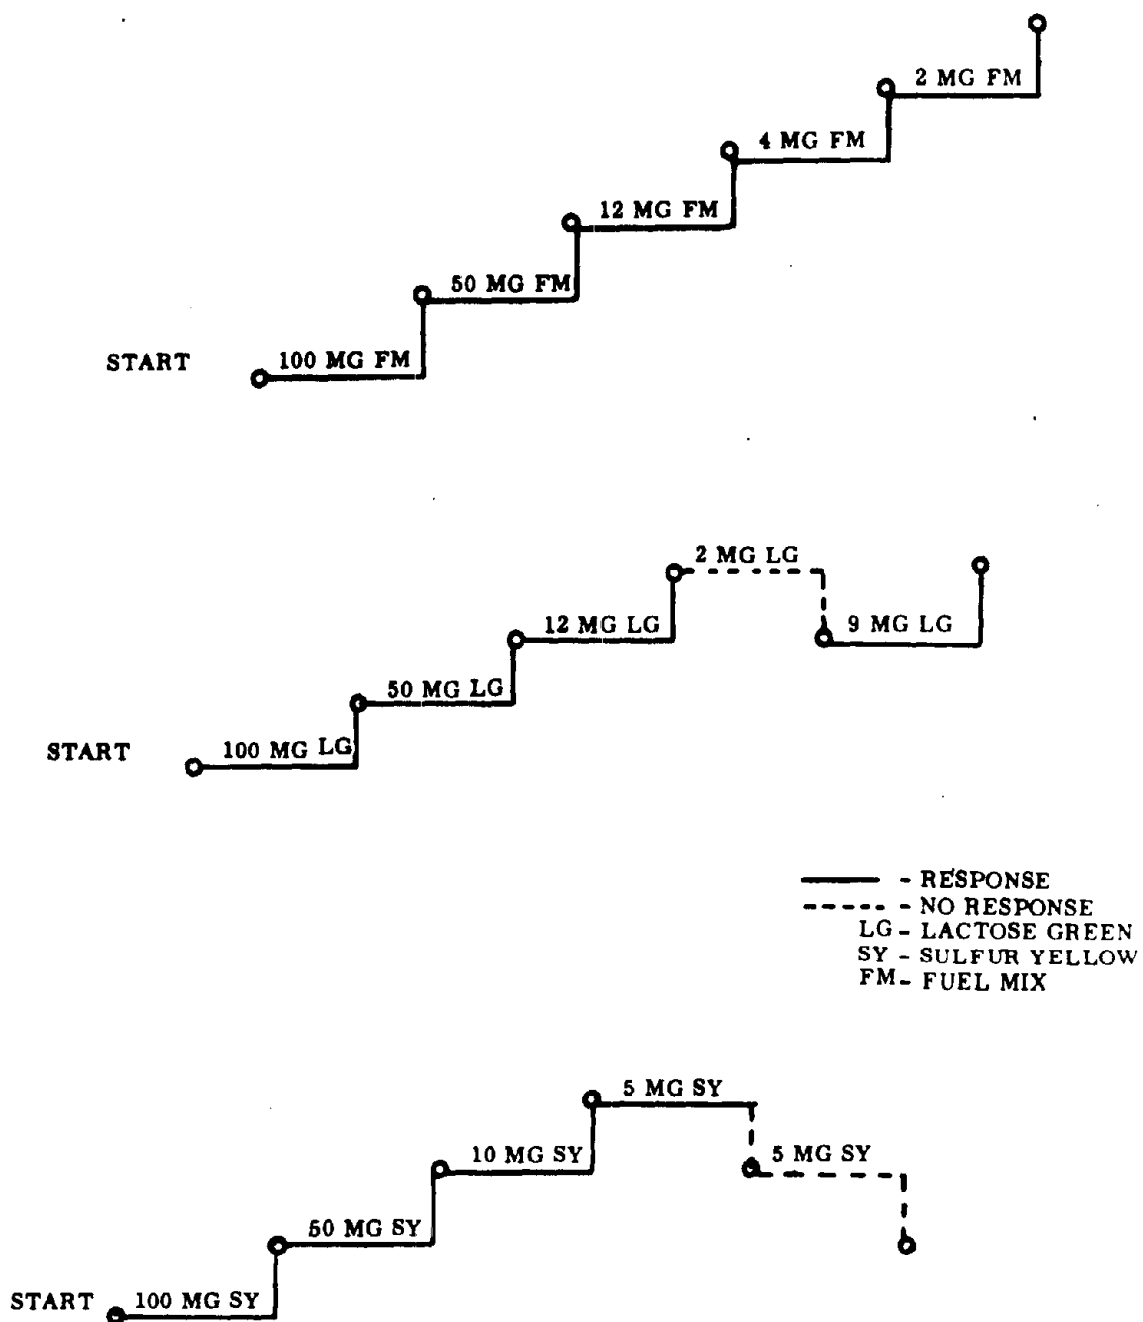 2 MG FM
4 MG FM
12 MG FM
50 MG FM
START 100 MG FM
2 MG LG
12 MG LG 9 MG LG
50 MG LG
START 100 MG LG
- RESPONSE
- NO RESPONSE
LG - LACTOSE GREEN
SY - SULFUR YELLOW
FM - FUEL MIX
5 MG SY
10 MG SY 5 MG SY
50 MG SY
START 100 MG SY